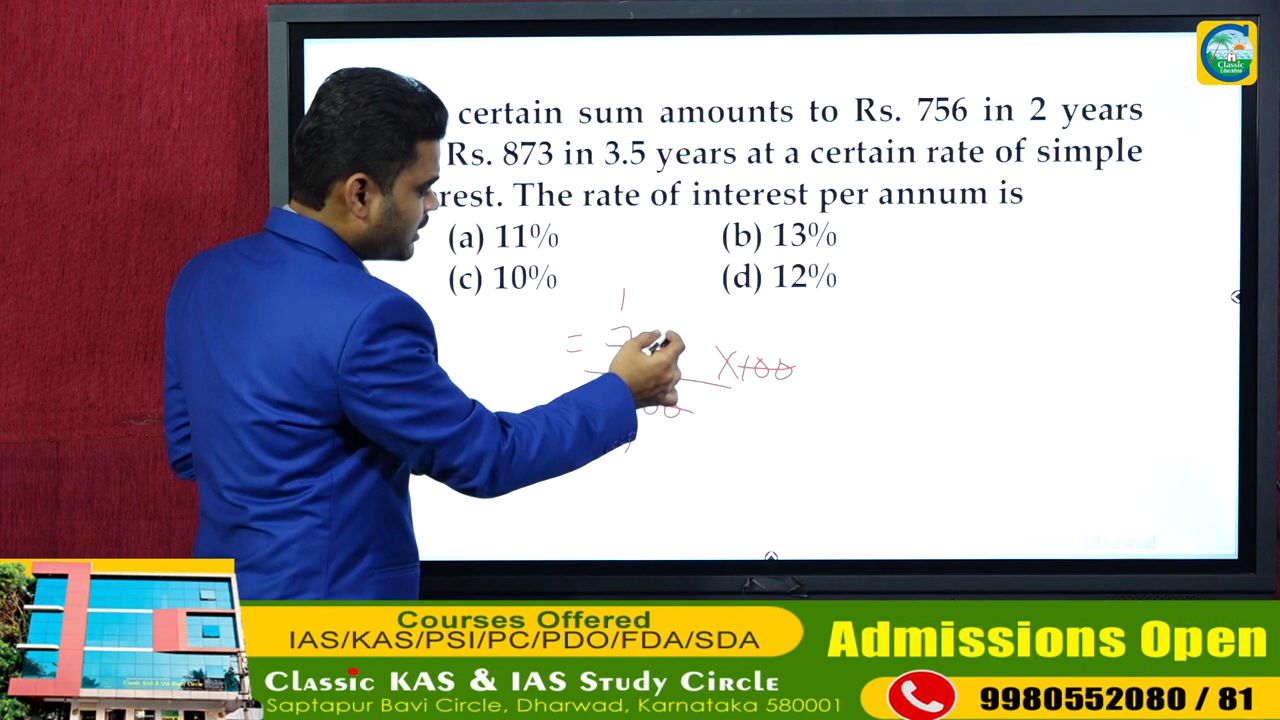 certain sum amounts to Rs. 756 in 2 years
Rs. 873 in 3.5 years at a certain rate of simple
rest. The rate of interest per annum is
(a) 11% (b) 13%
(c) 10% (d) 12%
1
= X100
Classic
Education
Courses Offered
IAS/KAS/PSI/PC/PDO/FDA/SDA
Classic KAS & IAS Study Circle
Saptapur Bavi Circle, Dharwad, Karnataka 580001
Admissions Open
9980552080 / 81